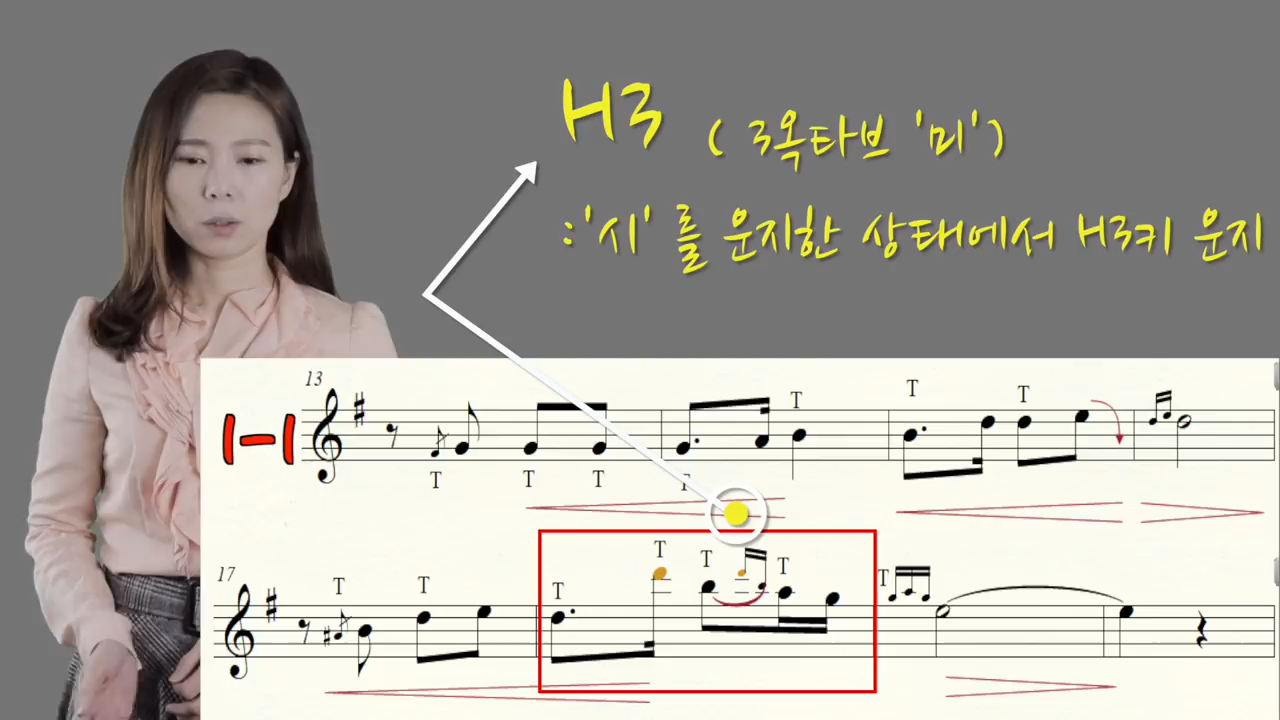 H3 (3옥타브 '미')
:'시'를 운지한 상태에서 H3키 운지
13
T
T T
1-1
T T T T
17
T T T T T T